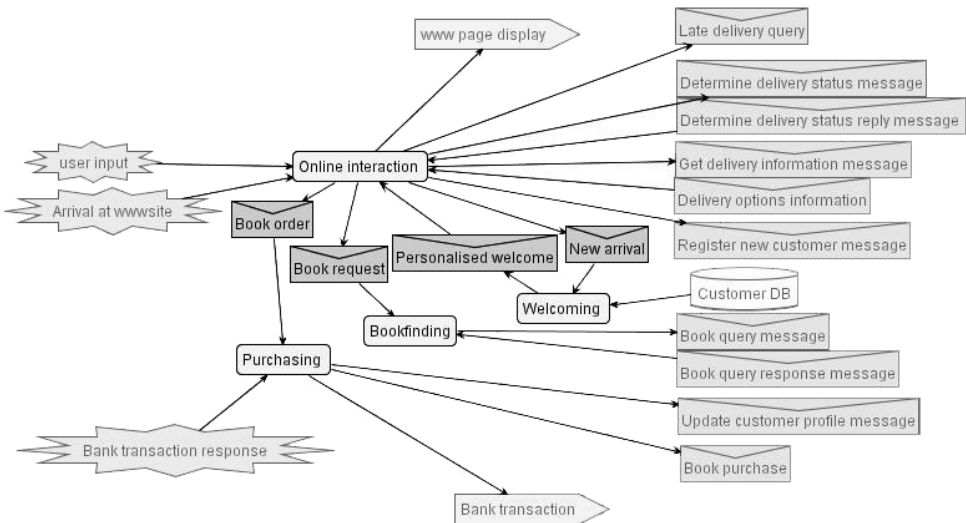 www page display
Late delivery query
Determine delivery status message
Determine delivery status reply message
user input
Online interaction
Get delivery information message
Arrival at wwwsite
Delivery options information
Book order
Register new customer message
Book request
Personalised welcome
New arrival
Customer DB
Welcoming
Bookfinding
Book query message
Purchasing
Book query response message
Update customer profile message
Bank transaction response
Book purchase
Bank transaction